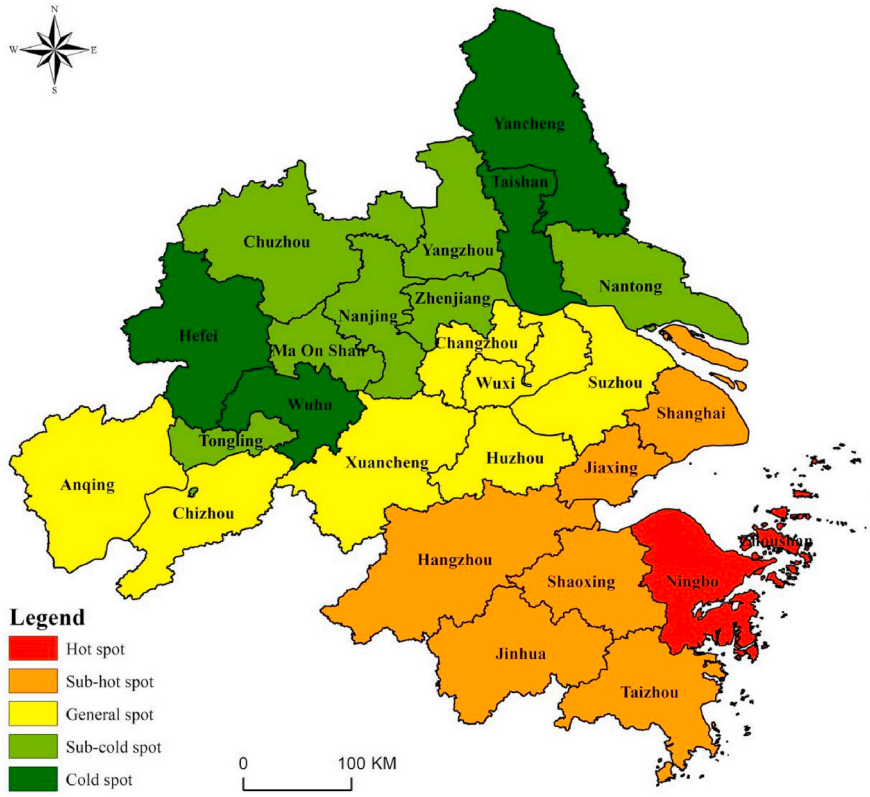 N
W
E
S
Yancheng
Taishan
Chuzhou
Yangzhou
Nantong
Zhenjiang
Nanjing
Hefei
Changzhou
Ma On Shan
Wuxi
Suzhou
Wuhu
Shanghai
Tongling
Xuancheng
Huzhou
Jiaxing
Anqing
Chizhou
Zhoushan
Hangzhou
Shaoxing
Ningbo
Jinhua
Taizhou
Legend
Hot spot
Sub-hot spot
General spot
Sub-cold spot
Cold spot
0
100 KM